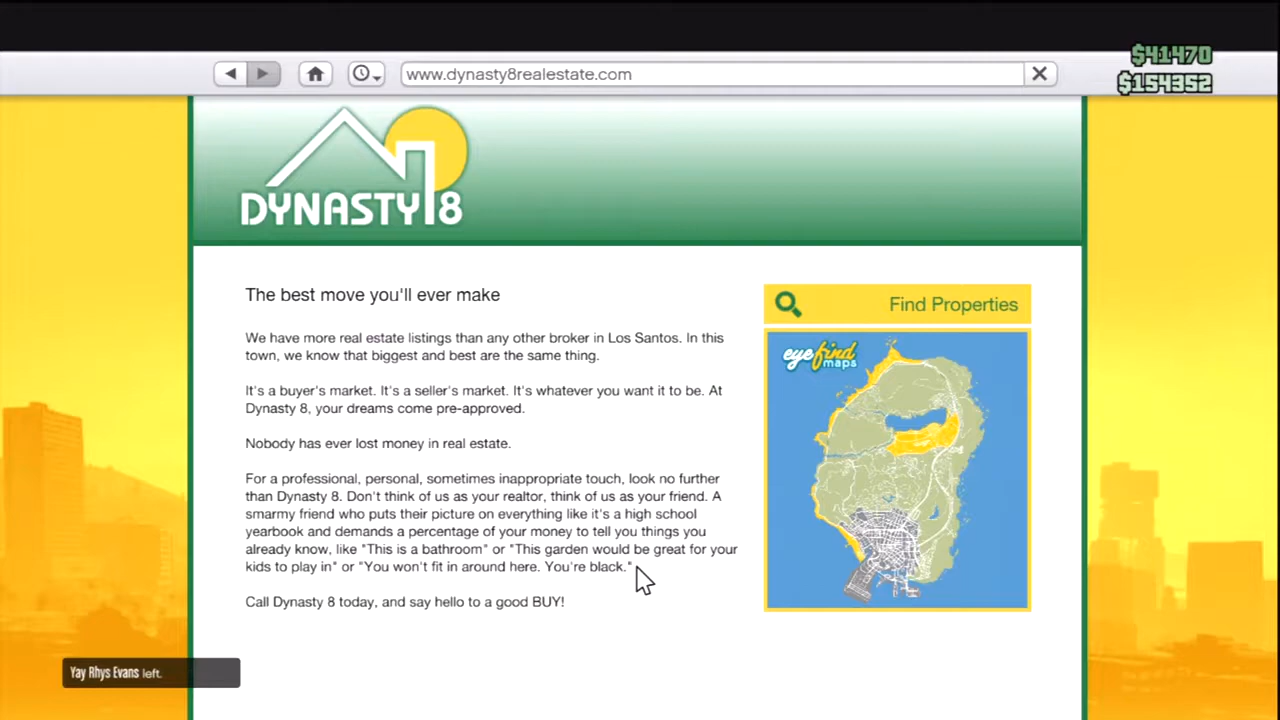 $41470
www.dynasty8realestate.com
$154352
DYNASTY 8
The best move you'll ever make
Find Properties
We have more real estate listings than any other broker in Los Santos. In this
town, we know that biggest and best are the same thing.
eyefind
maps
It's a buyer's market. It's a seller's market. It's whatever you want it to be. At
Dynasty 8, your dreams come pre-approved.
Nobody has ever lost money in real estate.
For a professional, personal, sometimes inappropriate touch, look no further
than Dynasty 8. Don't think of us as your realtor, think of us as your friend. A
smarmy friend who puts their picture on everything like it's a high school
yearbook and demands a percentage of your money to tell you things you
already know, like "This is a bathroom" or "This garden would be great for your
kids to play in" or "You won't fit in around here. You're black."
Call Dynasty 8 today, and say hello to a good BUY!
Yay Rhys Evans left.